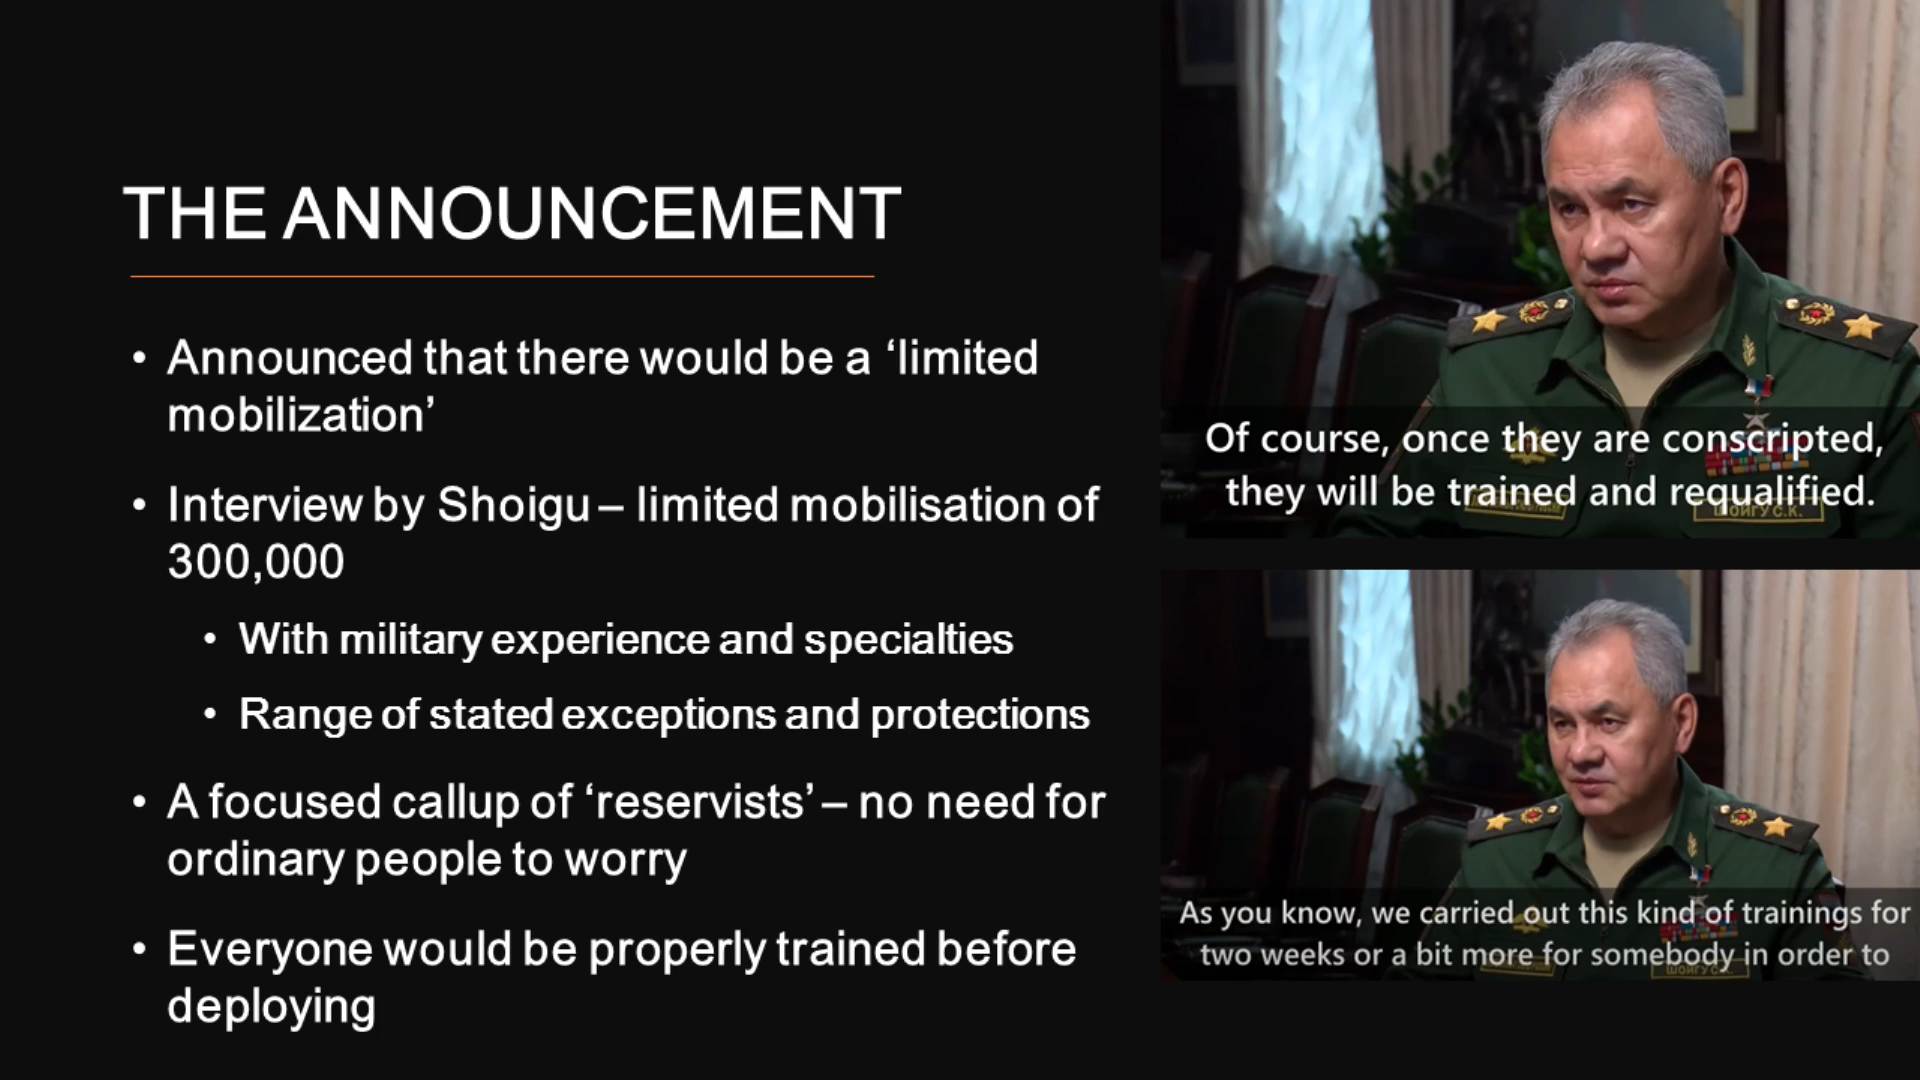 THE ANNOUNCEMENT
• Announced that there would be a ‘limited
mobilization’
• Interview by Shoigu – limited mobilisation of
300,000
• With military experience and specialties
• Range of stated exceptions and protections
• A focused callup of ‘reservists’ – no need for
ordinary people to worry
• Everyone would be properly trained before
deploying
Of course, once they are conscripted,
they will be trained and requalified.
ШОЙГУ С.К.
As you know, we carried out this kind of trainings for
two weeks or a bit more for somebody in order to
ШОЙГУ С.К.